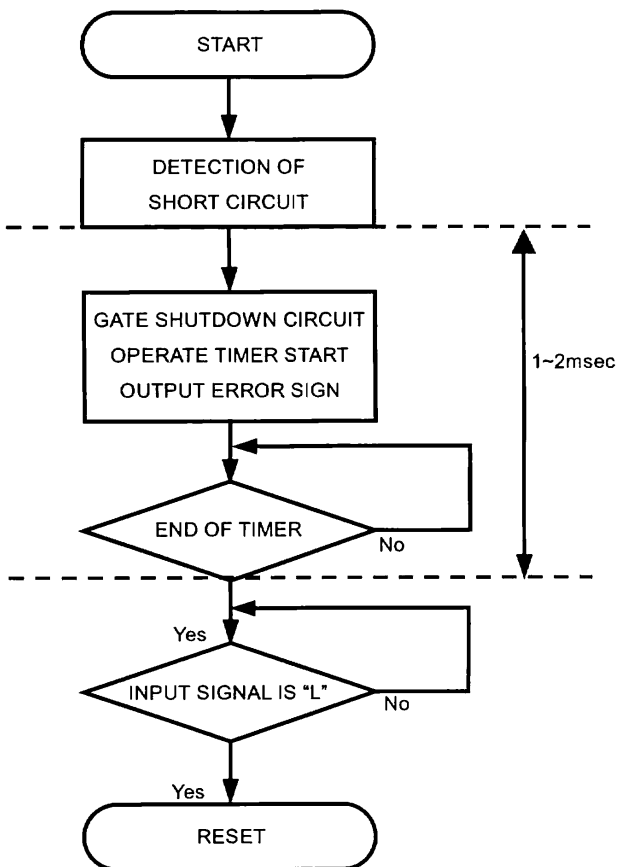 START
DETECTION OF
SHORT CIRCUIT
GATE SHUTDOWN CIRCUIT
OPERATE TIMER START
OUTPUT ERROR SIGN
1~2msec
END OF TIMER
No
Yes
INPUT SIGNAL IS “L”
No
Yes
RESET